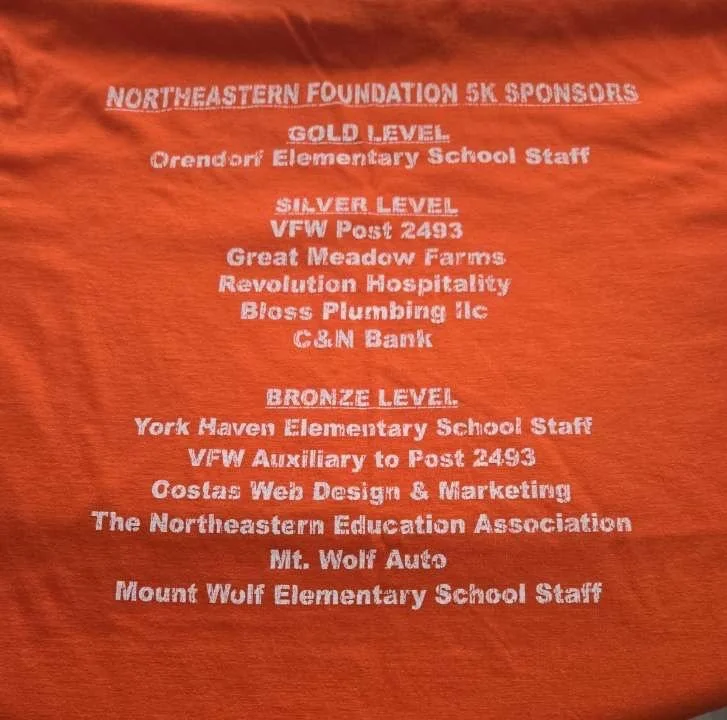 NORTHEASTERN FOUNDATION 5K SPONSORS
GOLD LEVEL
Orendorf Elementary School Staff
SILVER LEVEL
VFW Post 2493
Great Meadow Farms
Revolution Hospitality
Bloss Plumbing llc
C&N Bank
BRONZE LEVEL
York Haven Elementary School Staff
VFW Auxiliary to Post 2493
Costas Web Design & Marketing
The Northeastern Education Association
Mt. Wolf Auto
Mount Wolf Elementary School Staff